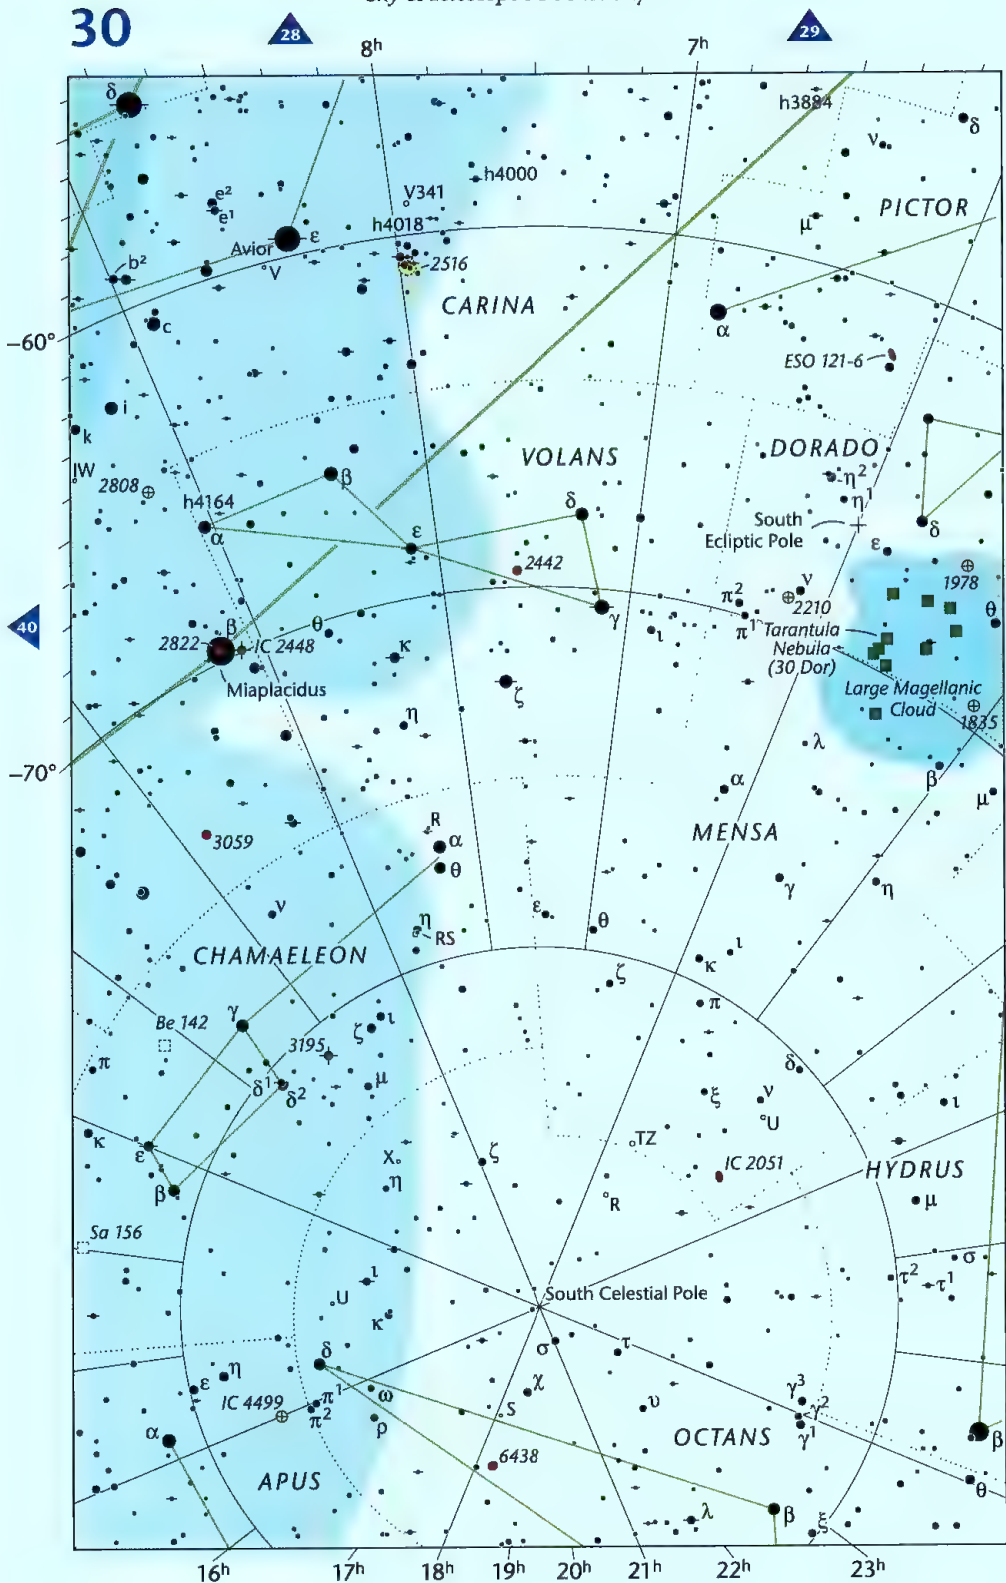 30
28
8h
7h
29
δ
h3884
δ
ν
h4000
e²
e¹
V341
PICTOR
μ
h4018
ε
Avior
V
b²
2516
CARINA
α
c
−60°
ESO 121-6
i
k
VOLANS
DORADO
IW
2808
β
η²
h4164
η¹
δ
α
South
Ecliptic Pole
δ
ε
ε
2442
1978
ν
π²
2210
40
β
θ
γ
π¹
ι
θ
2822
IC 2448
Tarantula
Nebula
(30 Dor)
κ
Miaplacidus
ζ
Large Magellanic
Cloud
1835
η
λ
−70°
β
α
μ
R
3059
α
MENSA
θ
γ
η
ν
ε
θ
η
RS
CHAMAELEON
ι
κ
ζ
π
γ
ι
Be 142
ζ
3195
π
δ
δ¹
δ²
μ
ξ
ν
ι
U
κ
TZ
ε
ζ
X
IC 2051
HYDRUS
β
η
R
μ
Sa 156
σ
ι
τ²
τ¹
U
South Celestial Pole
κ
σ
τ
δ
η
ε
π¹
ω
χ
γ³
IC 4499
π²
γ²
S
υ
γ¹
ρ
α
OCTANS
β
6438
APUS
θ
λ
β
ξ
16h
17h
18h
19h
20h
21h
22h
23h